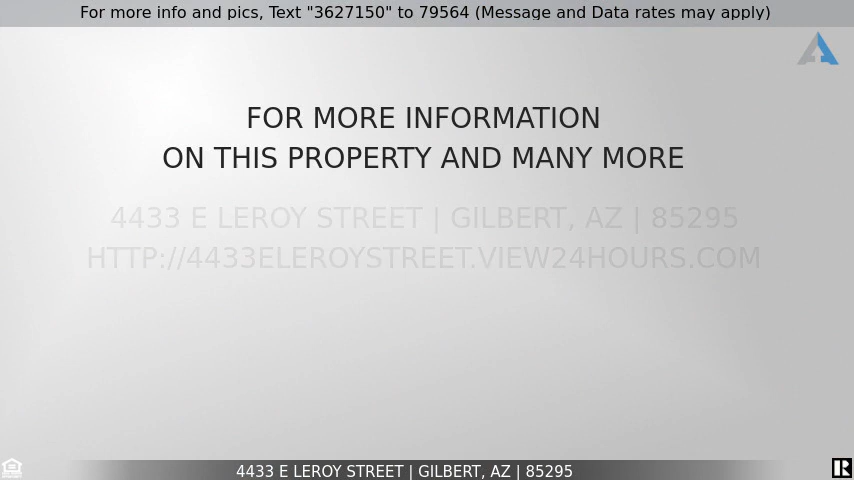 For more info and pics, Text "3627150" to 79564 (Message and Data rates may apply)
FOR MORE INFORMATION
ON THIS PROPERTY AND MANY MORE
4433 E LEROY STREET | GILBERT, AZ | 85295
HTTP://4433ELEROYSTREET.VIEW24HOURS.COM
4433 E LEROY STREET | GILBERT, AZ | 85295